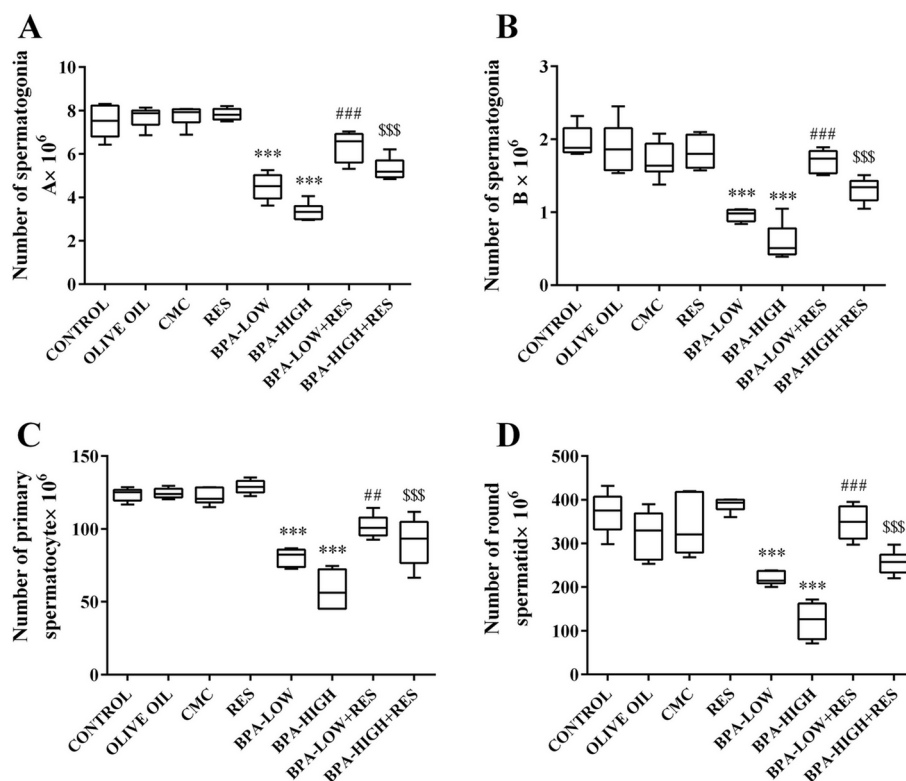 A
Number of spermatogonia
A× 10⁶
10
8
6
4
2
0
***
***
###
$$$
CONTROL
OLIVE OIL
CMC
RES
BPA-LOW
BPA-HIGH
BPA-LOW+RES
BPA-HIGH+RES
B
Number of spermatogonia
B × 10⁶
3
2
1
0
***
***
###
$$$
CONTROL
OLIVE OIL
CMC
RES
BPA-LOW
BPA-HIGH
BPA-LOW+RES
BPA-HIGH+RES
C
Number of primary
spermatocyte× 10⁶
150
100
50
0
***
***
##
$$$
CONTROL
OLIVE OIL
CMC
RES
BPA-LOW
BPA-HIGH
BPA-LOW+RES
BPA-HIGH+RES
D
Number of round
spermatid× 10⁶
500
400
300
200
100
0
***
***
###
$$$
CONTROL
OLIVE OIL
CMC
RES
BPA-LOW
BPA-HIGH
BPA-LOW+RES
BPA-HIGH+RES